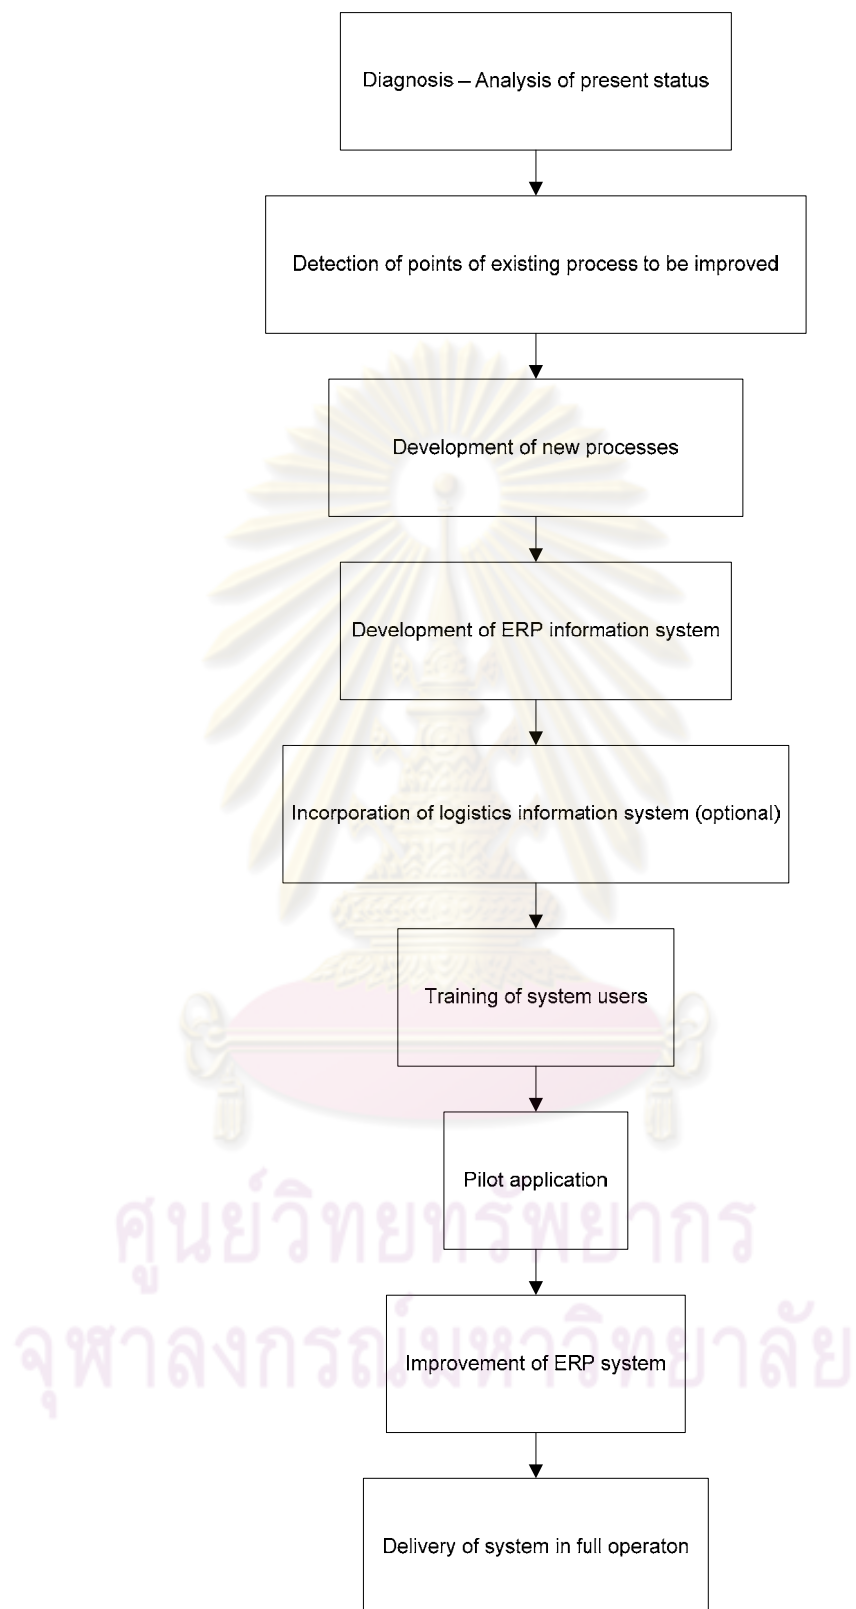 Diagnosis – Analysis of present status
Detection of points of existing process to be improved
Development of new processes
Development of ERP information system
Incorporation of logistics information system (optional)
Training of system users
Pilot application
ศูนย์วิทยทรัพยากร
จุฬาลงกรณ์มหาวิทยาลัย
Improvement of ERP system
Delivery of system in full operaton